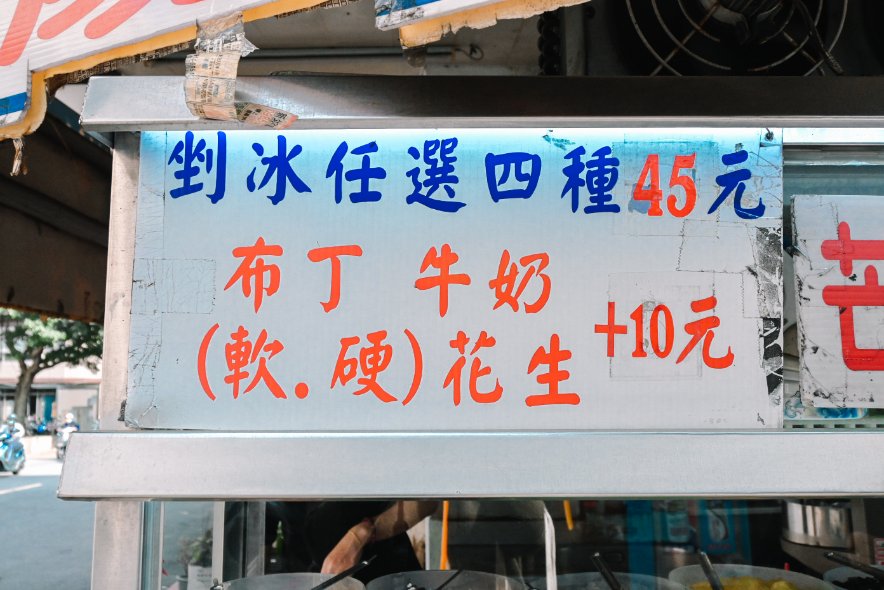 剉冰任選四種45元
布丁 牛奶
(軟.硬)花生 +10元